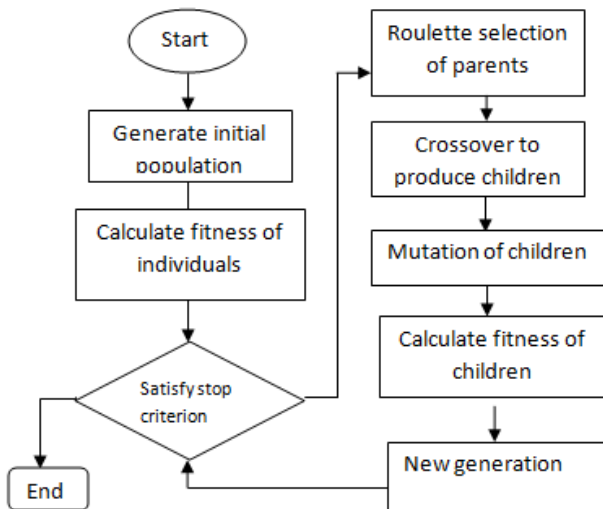 Start
Generate initial
population
Calculate fitness of
individuals
Satisfy stop
criterion
End
Roulette selection
of parents
Crossover to
produce children
Mutation of children
Calculate fitness of
children
New generation